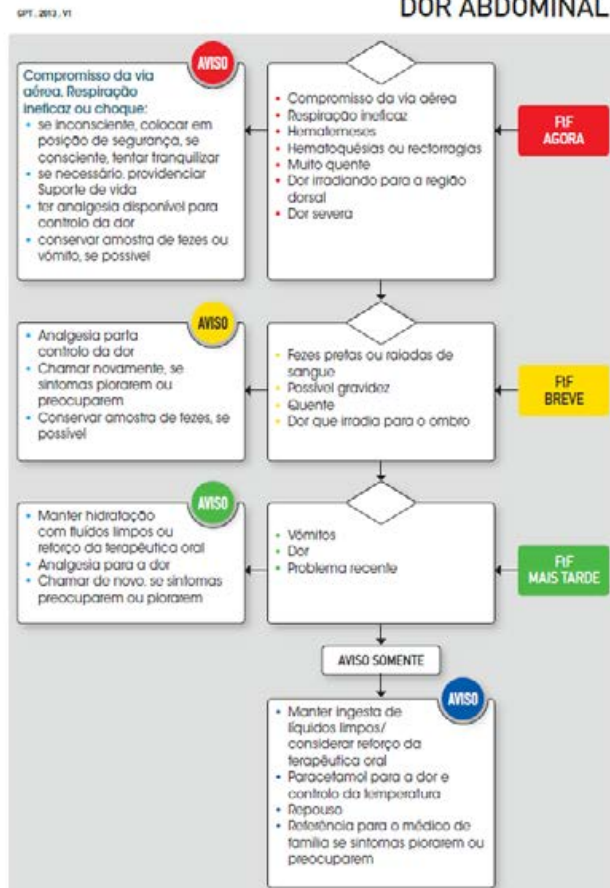 GPT. 2013. V1
DOR ABDOMINAL
AVISO
Compromisso da via
aérea, Respiração
ineficaz ou choque:
• se inconsciente, colocar em
posição de segurança, se
consciente, tentar tranquilizar
• se necessário, providenciar
Suporte de vida
• ter analgesia disponível para
controlo da dor
• conservar amostra de fezes ou
vómito, se possível
• Compromisso da via aérea
• Respiração ineficaz
• Hematemeses
• Hematoquésias ou rectorragias
• Muito quente
• Dor irradiando para a região
dorsal
• Dor severa
FtF
AGORA
AVISO
• Analgesia parta
controlo da dor
• Chamar novamente, se
sintomas piorarem ou
preocuparem
• Conservar amostra de fezes, se
possível
• Fezes pretas ou raiadas de
sangue
• Possível gravidez
• Quente
• Dor que irradia para o ombro
FtF
BREVE
AVISO
• Manter hidratação
com fluídos limpos ou
reforço da terapêutica oral
• Analgesia para a dor
• Chamar de novo, se sintomas
preocuparem ou piorarem
• Vómitos
• Dor
• Problema recente
FtF
MAIS TARDE
AVISO SOMENTE
AVISO
• Manter ingesta de
líquidos limpos/
considerar reforço da
terapêutica oral
• Paracetamol para a dor e
controlo da temperatura
• Repouso
• Referência para o médico de
família se sintomas piorarem ou
preocuparem